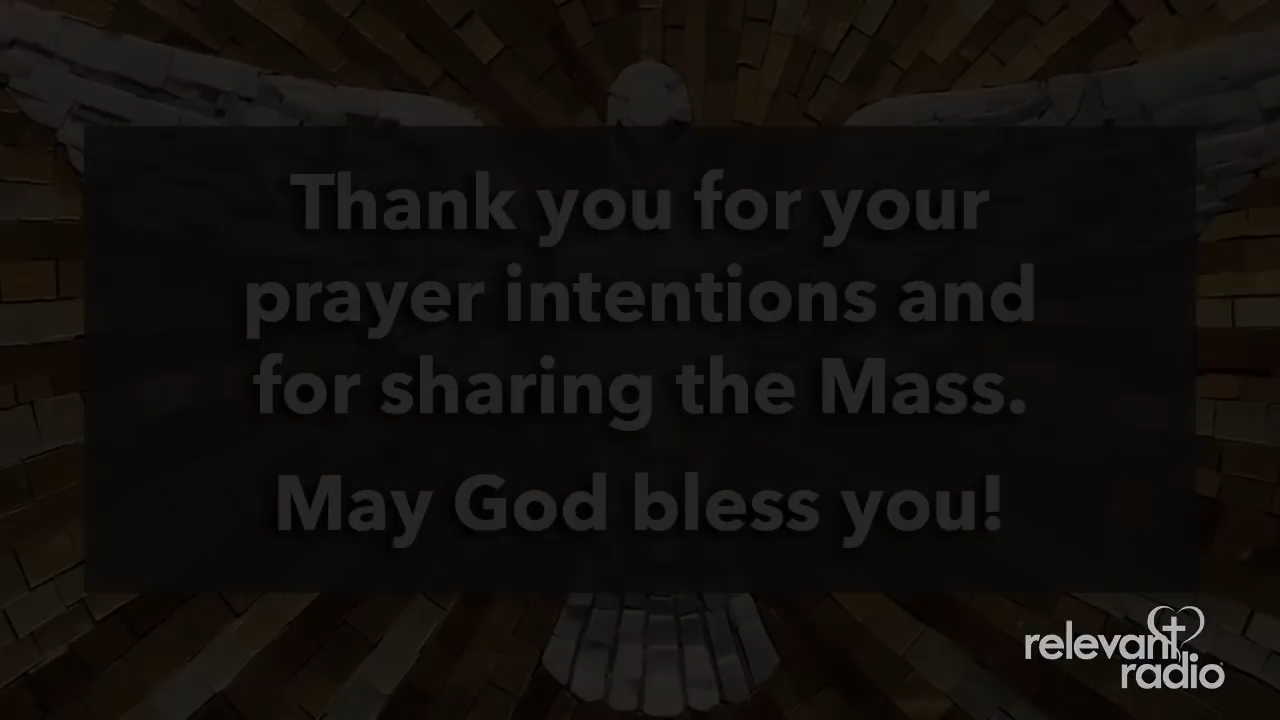 Thank you for your
prayer intentions and
for sharing the Mass.
May God bless you!
relevant
radio